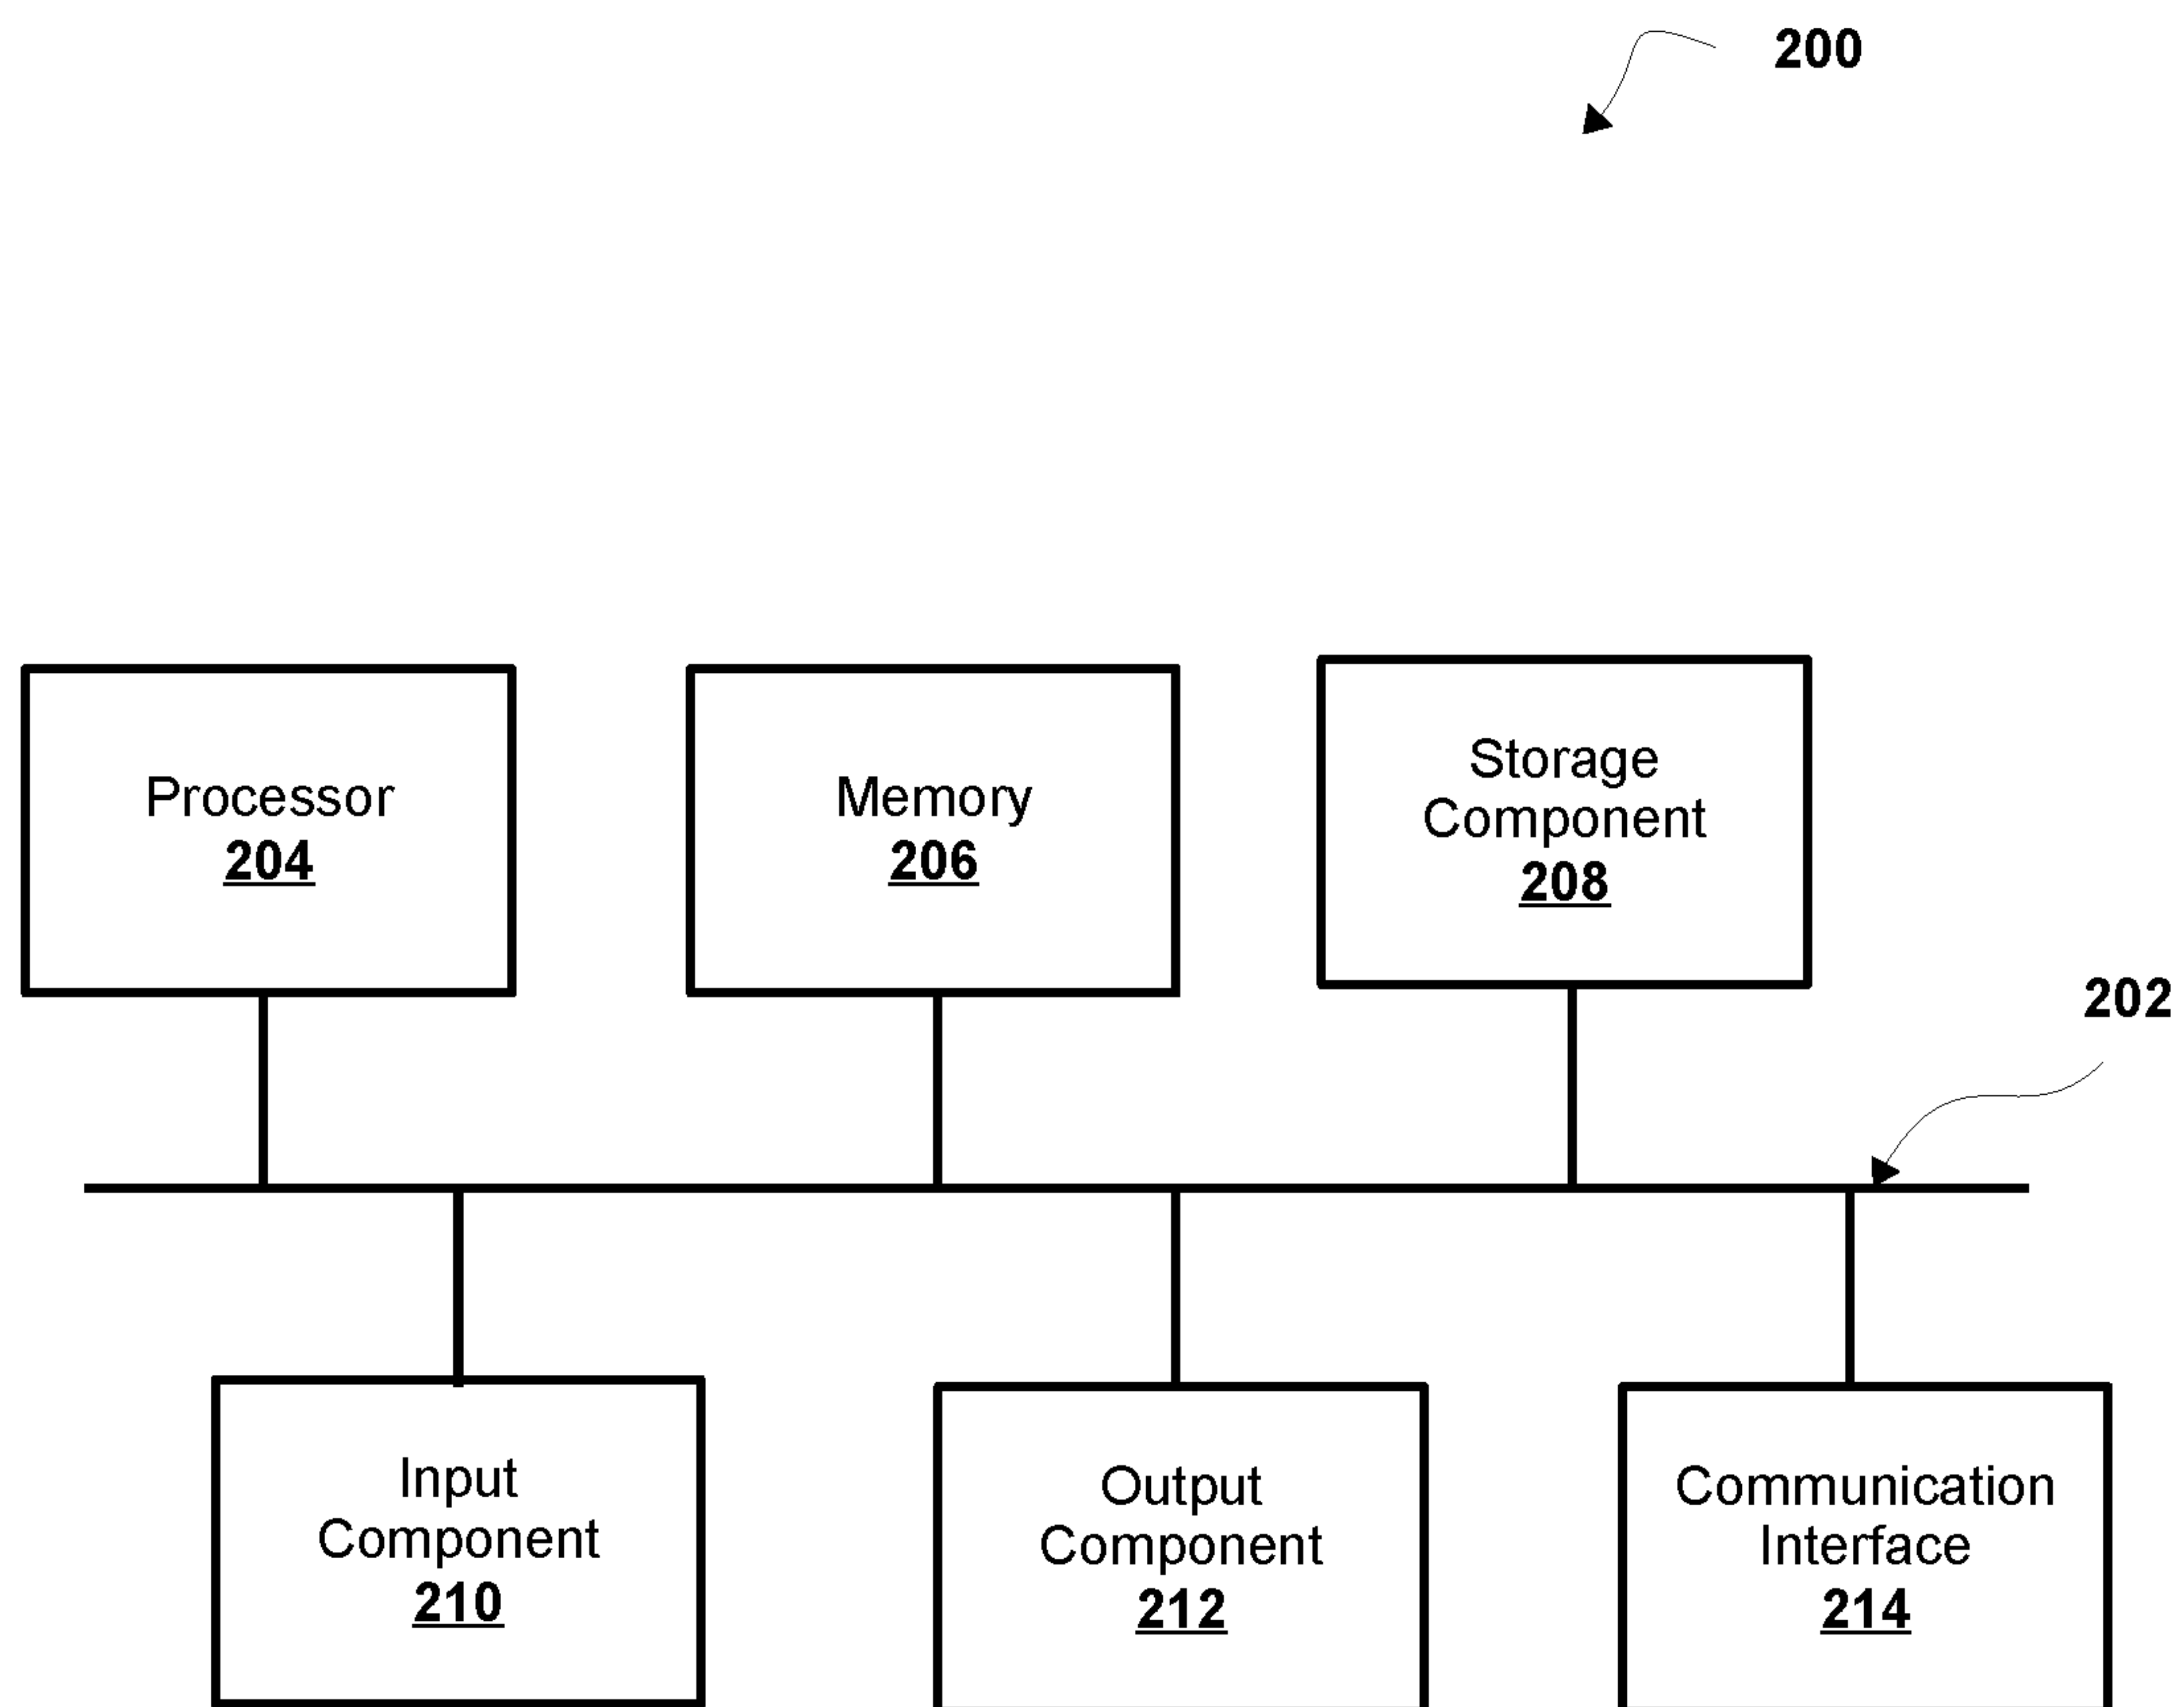 200
Processor
204
Memory
206
Storage
Component
208
202
Input
Component
210
Output
Component
212
Communication
Interface
214